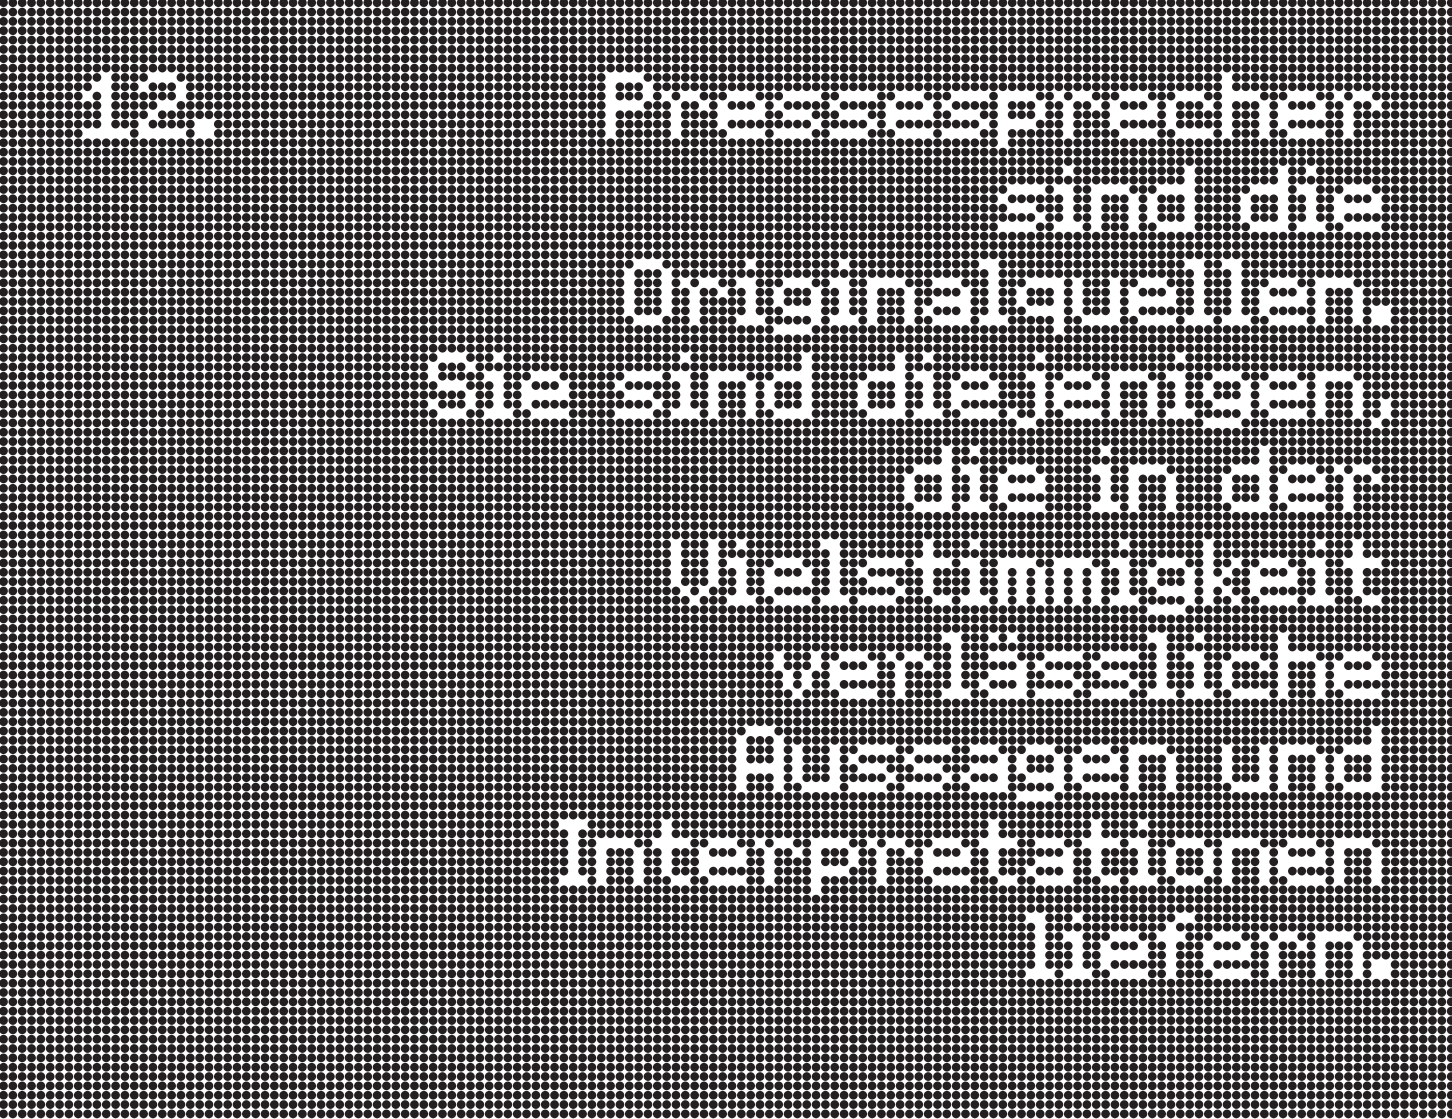 12. Pressesprecher
sind die
Originalquellen.
Sie sind diejenigen,
die in der
Vielstimmigkeit
verlässliche
Aussagen und
Interpretationen
liefern.